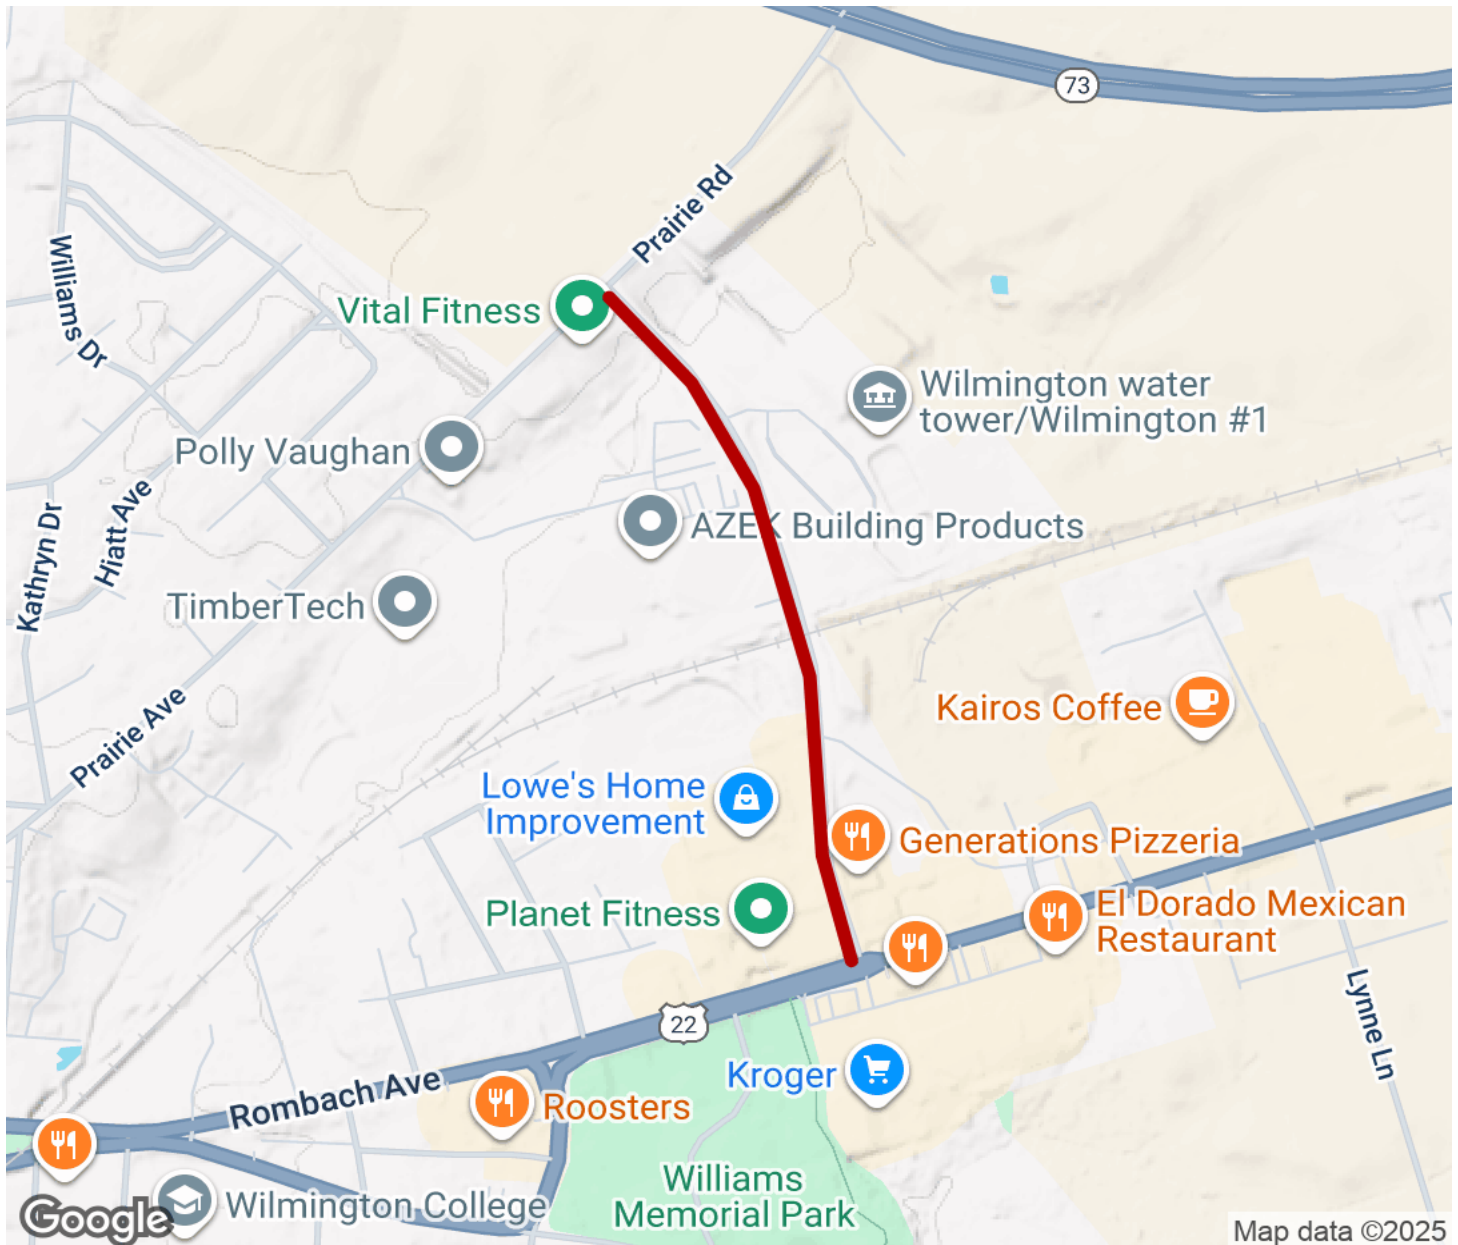 73
Prairie Rd
Williams Dr
Vital Fitness
Wilmington water
tower/Wilmington #1
Polly Vaughan
Kathryn Dr
Hiatt Ave
AZEK Building Products
TimberTech
Prairie Ave
Kairos Coffee
Lowe's Home
Improvement
Generations Pizzeria
Planet Fitness
El Dorado Mexican
Restaurant
22
Lynne Ln
Kroger
Rombach Ave
Roosters
Williams
Memorial Park
Wilmington College
Google
Map data ©2025